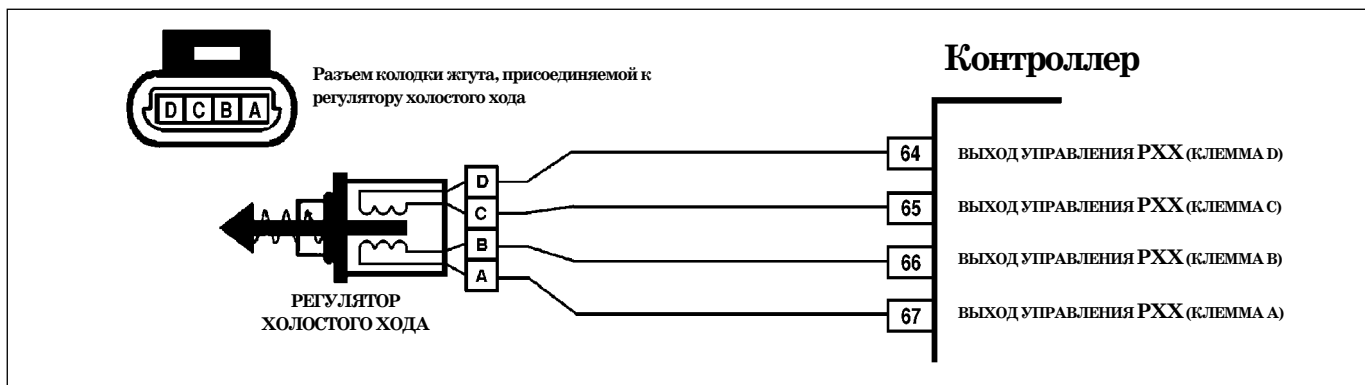 Контроллер
Разъем колодки жгута, присоединяемой к
регулятору холостого хода
D C B A
D
C
B
A
64 ВЫХОД УПРАВЛЕНИЯ РХХ (КЛЕММА D)
65 ВЫХОД УПРАВЛЕНИЯ РХХ (КЛЕММА C)
66 ВЫХОД УПРАВЛЕНИЯ РХХ (КЛЕММА B)
67 ВЫХОД УПРАВЛЕНИЯ РХХ (КЛЕММА A)
РЕГУЛЯТОР
ХОЛОСТОГО ХОДА